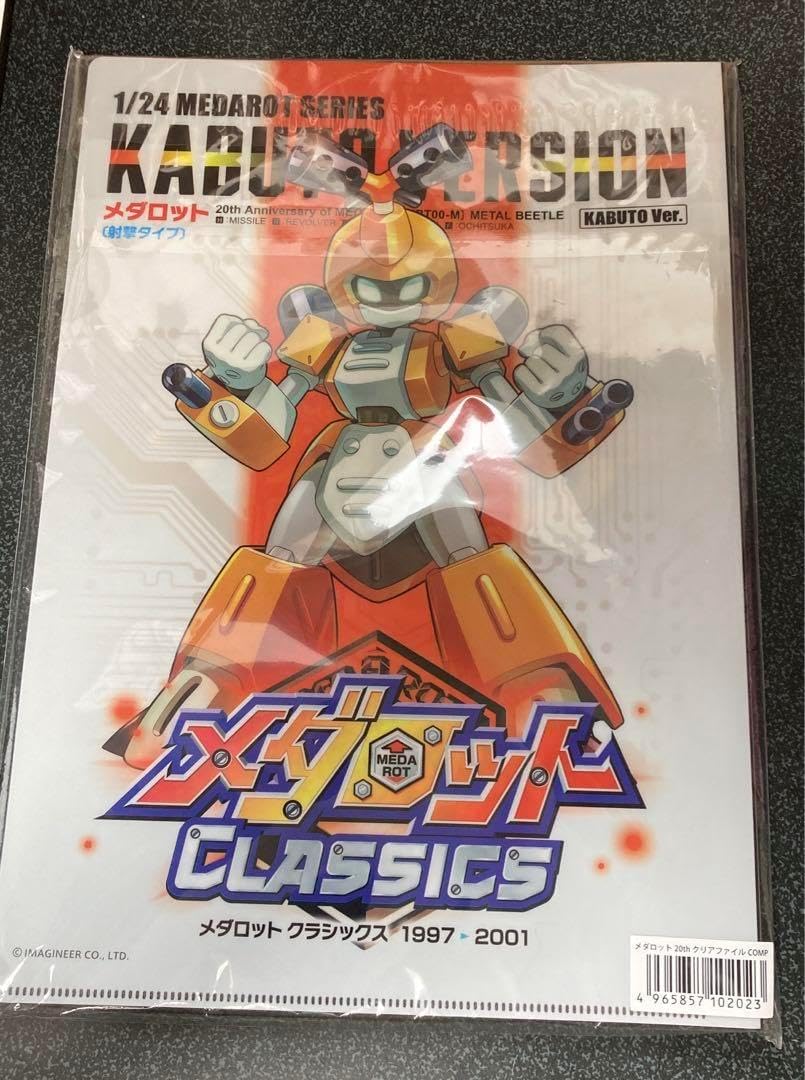 1/24 MEDAROT SERIES
KABUTO VERSION
メダロット 20th Anniversary of METAL BEETLE
KABUTO Ver.
(射撃タイプ) MISSILE REVOLVER OCHITSUKA
MEDA
ROT
メダロット
CLASSICS
メダロット クラシックス 1997 ▸ 2001
© IMAGINEER CO., LTD.
メダロット 20th クリアファイル COMP
4 965857 102023